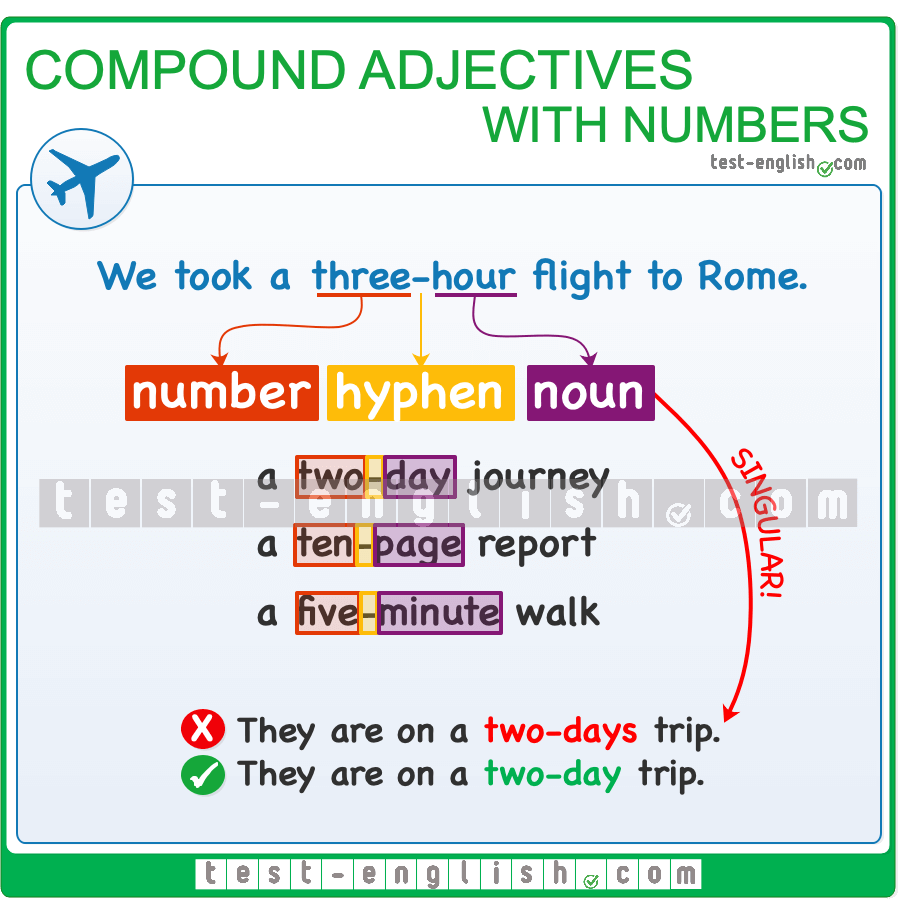 COMPOUND ADJECTIVES
WITH NUMBERS
test-english.com
We took a three-hour flight to Rome.
number hyphen noun
SINGULAR!
a two-day journey
test-english.com
a ten-page report
a five-minute walk
X They are on a two-days trip.
✓ They are on a two-day trip.
test-english.com